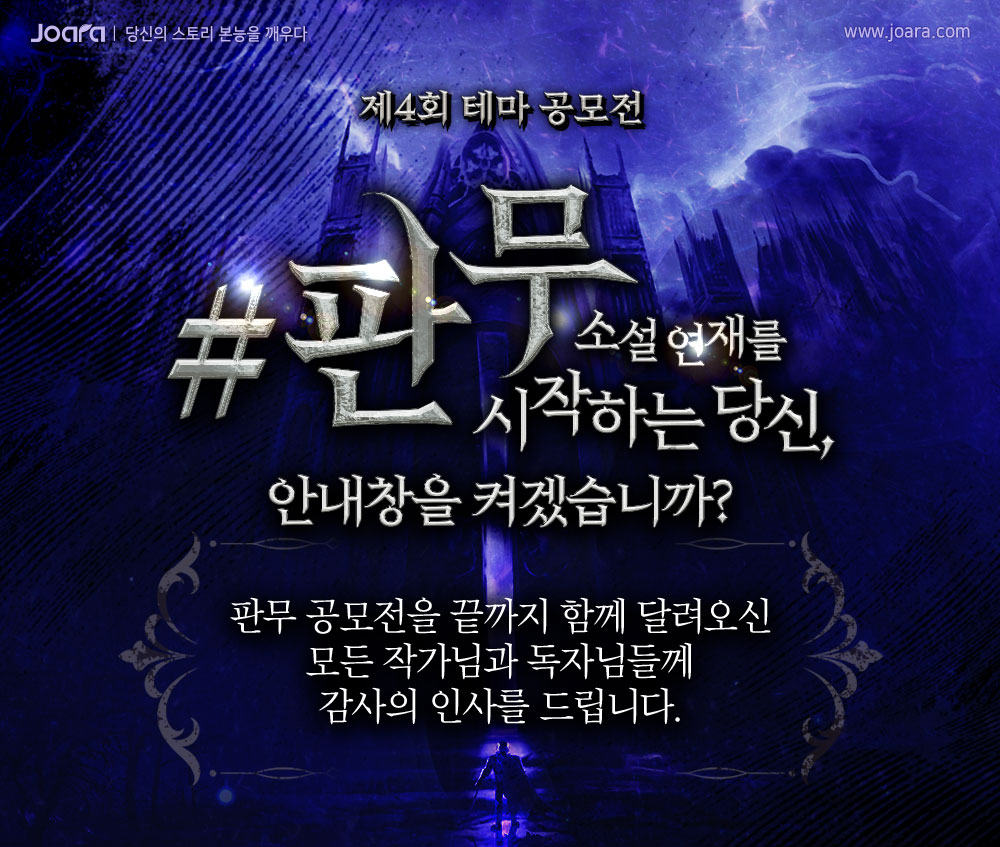 Joara | 당신의 스토리 본능을 깨우다
www.joara.com
제4회 테마 공모전
#판무 소설 연재를
시작하는 당신,
안내창을 켜겠습니까?
판무 공모전을 끝까지 함께 달려오신
모든 작가님과 독자님들께
감사의 인사를 드립니다.